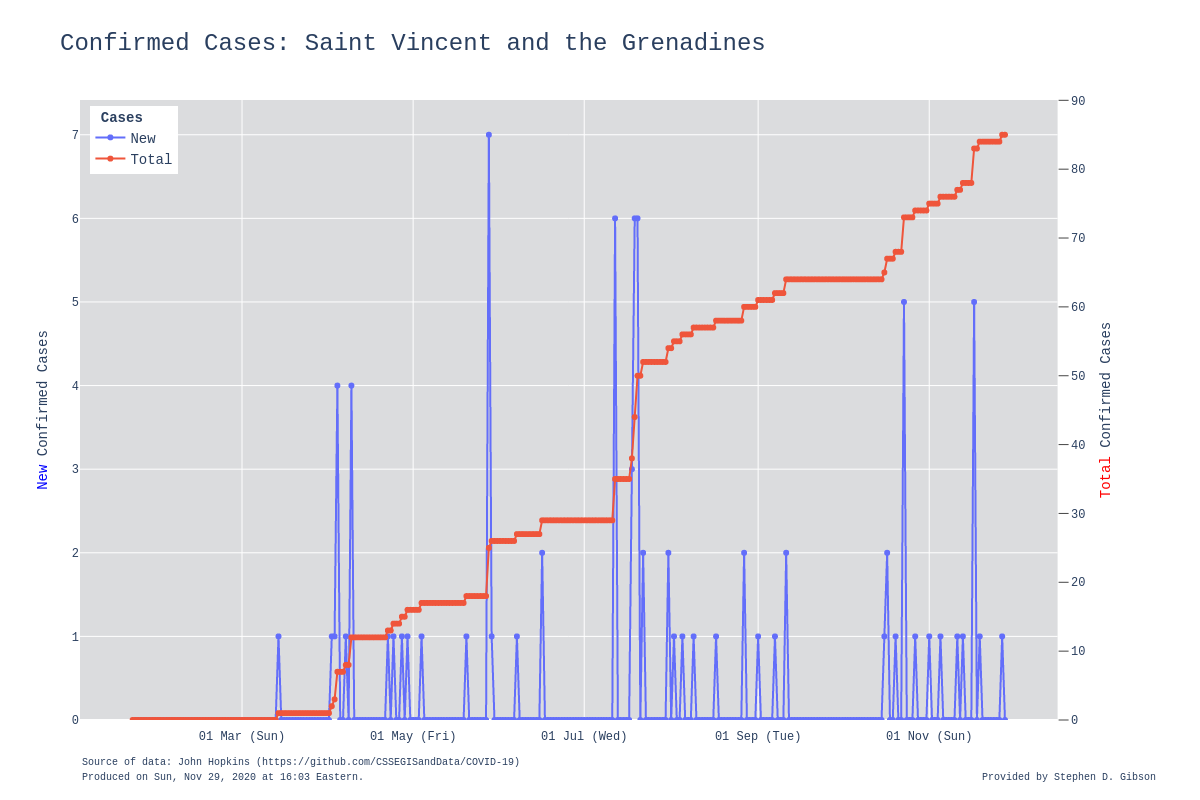 Confirmed Cases: Saint Vincent and the Grenadines
Cases
New
Total
7
6
5
4
3
2
1
0
New Confirmed Cases
90
80
70
60
50
40
30
20
10
0
Total Confirmed Cases
01 Mar (Sun) 01 May (Fri) 01 Jul (Wed) 01 Sep (Tue) 01 Nov (Sun)
Source of data: John Hopkins (https://github.com/CSSEGISandData/COVID-19)
Produced on Sun, Nov 29, 2020 at 16:03 Eastern.
Provided by Stephen D. Gibson